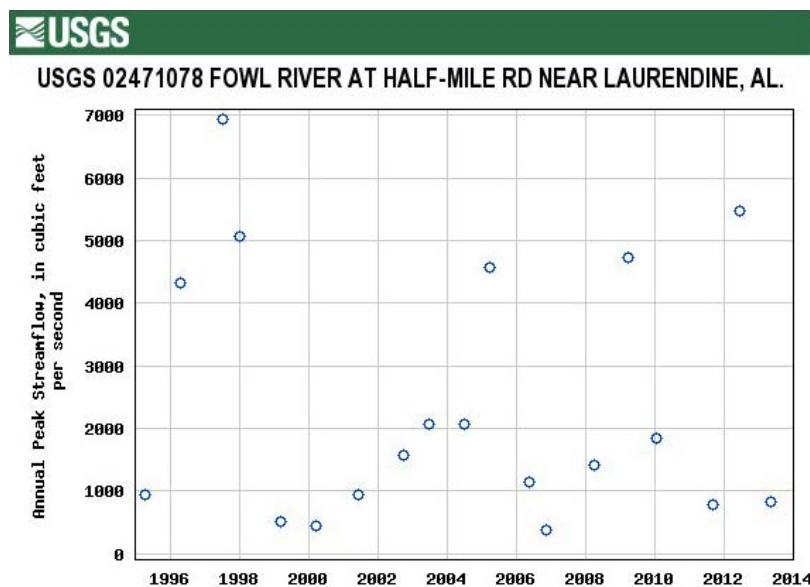 USGS
USGS 02471078 FOWL RIVER AT HALF-MILE RD NEAR LAURENDINE, AL.
Annual Peak Streamflow, in cubic feet
per second
7000
6000
5000
4000
3000
2000
1000
0
1996 1998 2000 2002 2004 2006 2008 2010 2012 2014